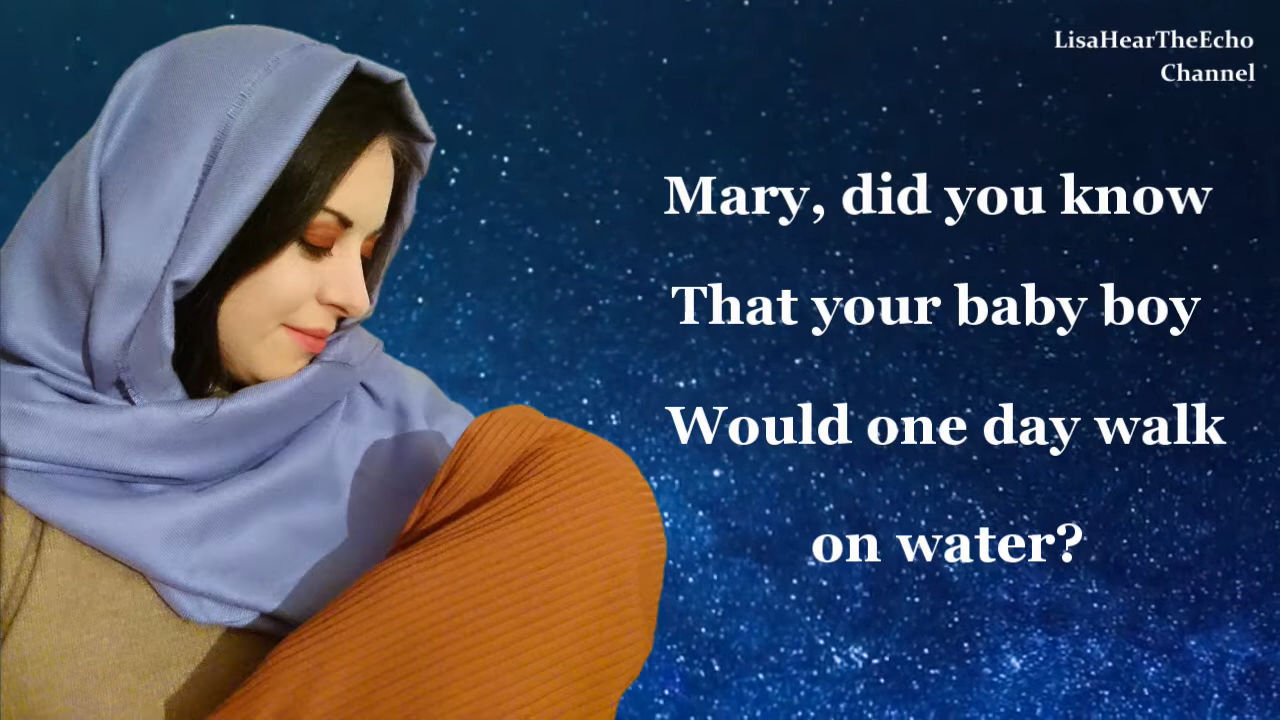 LisaHearTheEcho
Channel
Mary, did you know
That your baby boy
Would one day walk
on water?